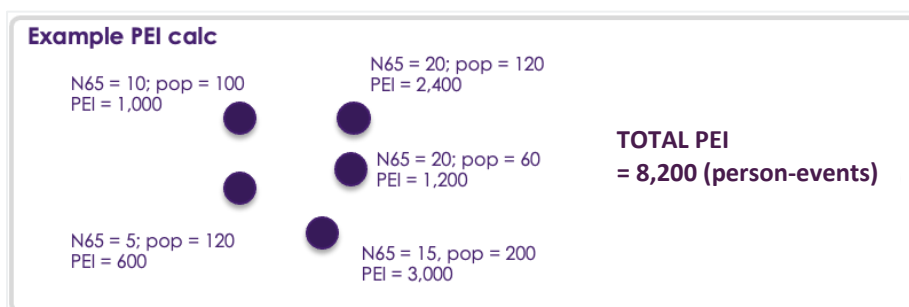 Example PEI calc
N65 = 10; pop = 100
PEI = 1,000
N65 = 20; pop = 120
PEI = 2,400
N65 = 20; pop = 60
PEI = 1,200
TOTAL PEI
= 8,200 (person-events)
N65 = 5; pop = 120
PEI = 600
N65 = 15, pop = 200
PEI = 3,000